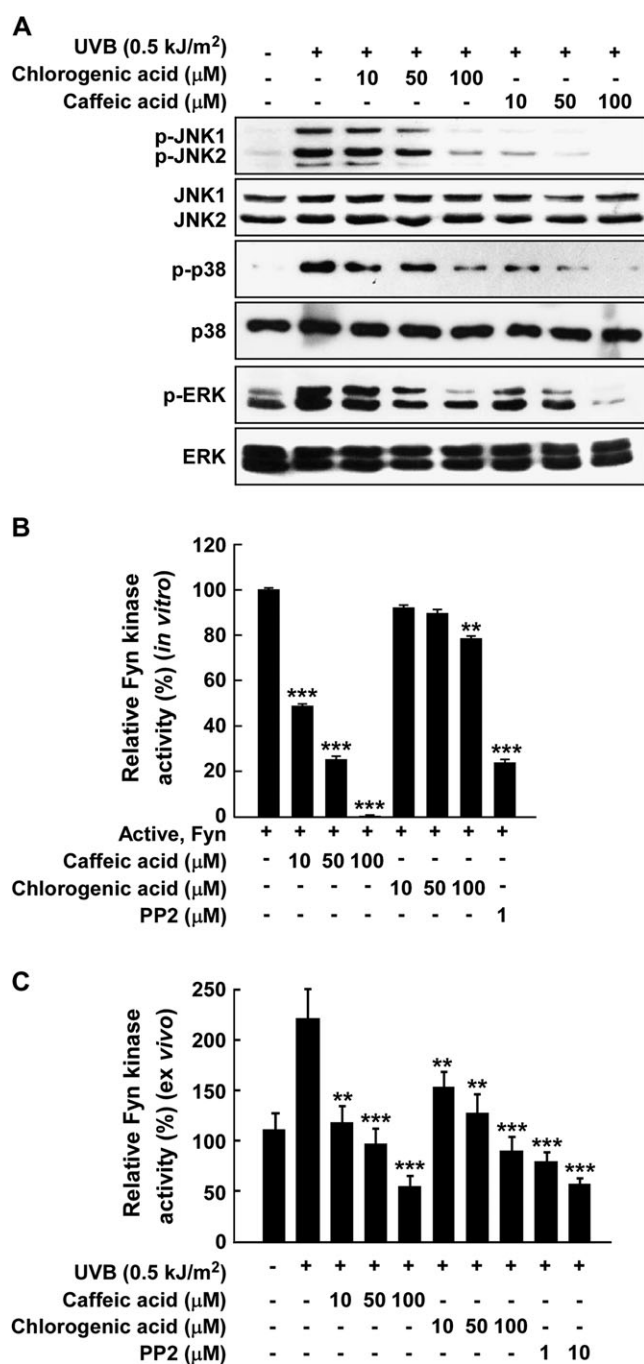 A
UVB (0.5 kJ/m²) - + + + + + + +
Chlorogenic acid (μM) - - 10 50 100 - - -
Caffeic acid (μM) - - - - - 10 50 100
p-JNK1
p-JNK2
JNK1
JNK2
p-p38
p38
p-ERK
ERK
B
Relative Fyn kinase
activity (%) (in vitro)
120
100
80
60
40
20
0
***
***
***
**
***
Active, Fyn + + + + + + + +
Caffeic acid (μM) - 10 50 100 - - - -
Chlorogenic acid (μM) - - - - 10 50 100 -
PP2 (μM) - - - - - - - 1
C
Relative Fyn kinase
activity (%) (ex vivo)
250
200
150
100
50
0
**
***
***
**
**
***
***
***
UVB (0.5 kJ/m²) - + + + + + + + + +
Caffeic acid (μM) - - 10 50 100 - - - - -
Chlorogenic acid (μM) - - - - - 10 50 100 - -
PP2 (μM) - - - - - - - - 1 10